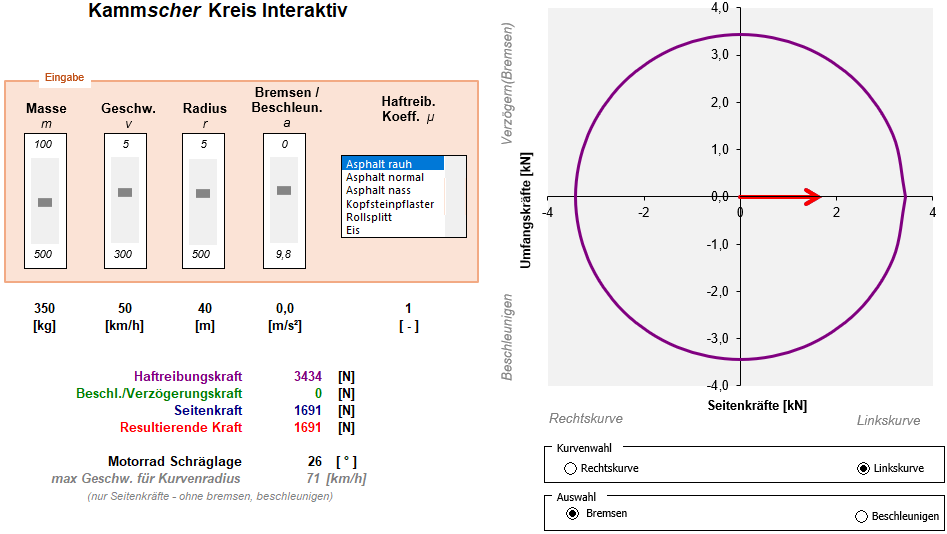 Kammscher Kreis Interaktiv
Eingabe
Masse
m
100
500
Geschw.
v
5
300
Radius
r
5
500
Bremsen /
Beschleun.
a
0
9,8
Haftreib.
Koeff. μ
Asphalt rauh
Asphalt normal
Asphalt nass
Kopfsteinpflaster
Rollsplitt
Eis
350 50 40 0,0 1
[kg] [km/h] [m] [m/s²] [ - ]
Haftreibungskraft 3434 [N]
Beschl./Verzögerungskraft 0 [N]
Seitenkraft 1691 [N]
Resultierende Kraft 1691 [N]
Motorrad Schräglage 26 [ ° ]
max Geschw. für Kurvenradius 71 [km/h]
(nur Seitenkräfte - ohne bremsen, beschleunigen)
Verzögern(Bremsen)
Umfangskräfte [kN]
Beschleunigen
4,0
3,0
2,0
1,0
0,0
-1,0
-2,0
-3,0
-4,0
-4 -2 0 2 4
Seitenkräfte [kN]
Rechtskurve Linkskurve
Kurvenwahl
Rechtskurve Linkskurve
Auswahl
Bremsen Beschleunigen